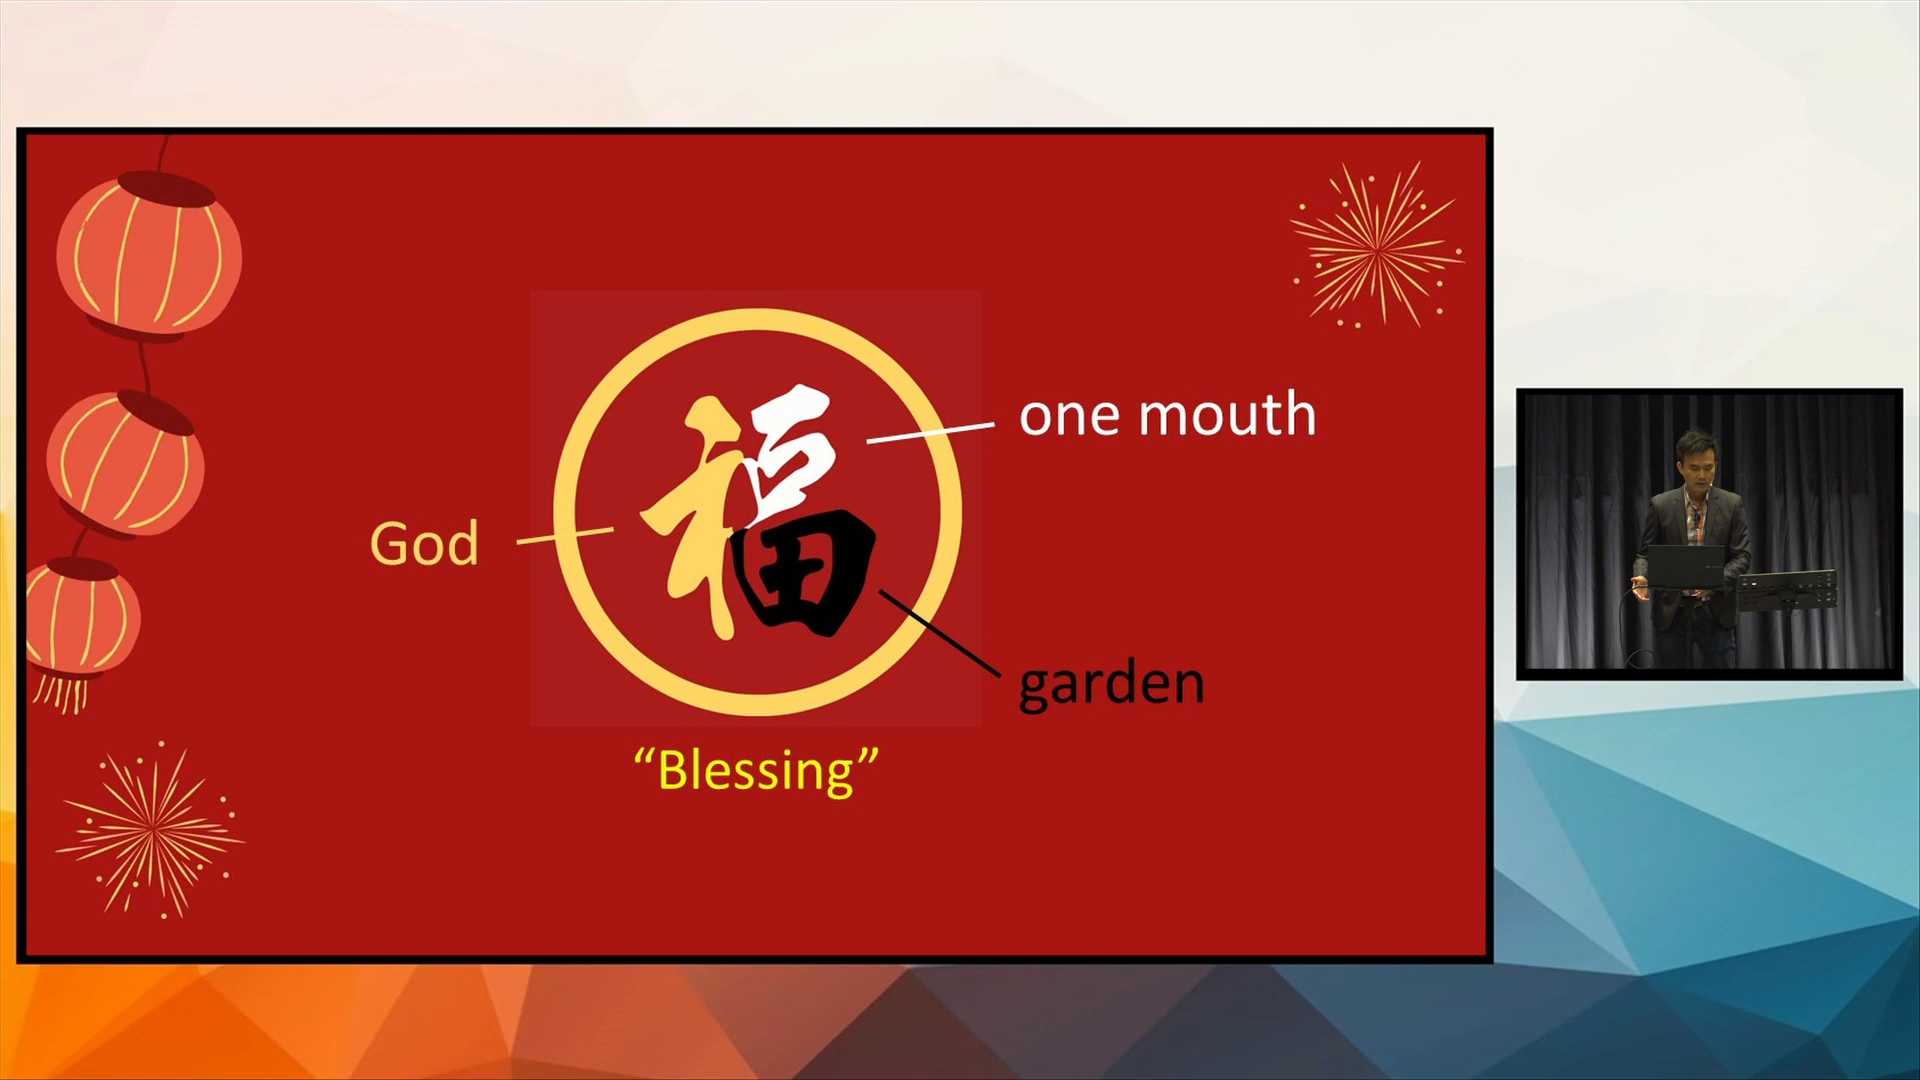 福
one mouth
God
garden
“Blessing”